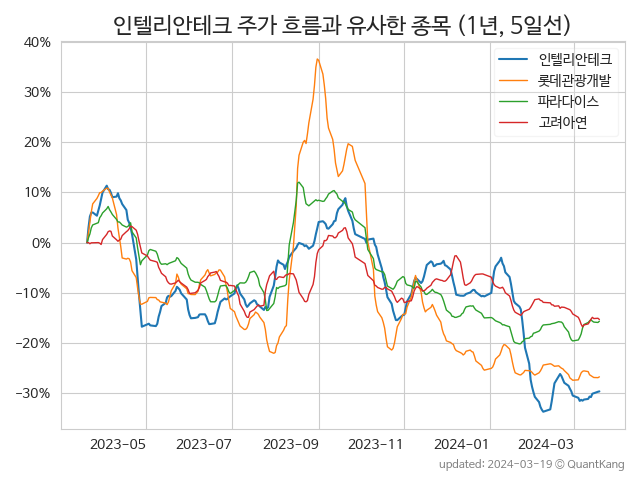 인텔리안테크 주가 흐름과 유사한 종목 (1년, 5일선)
40%
30%
20%
10%
0%
−10%
−20%
−30%
인텔리안테크
롯데관광개발
파라다이스
고려아연
2023-05
2023-07
2023-09
2023-11
2024-01
2024-03
updated: 2024-03-19 © QuantKang